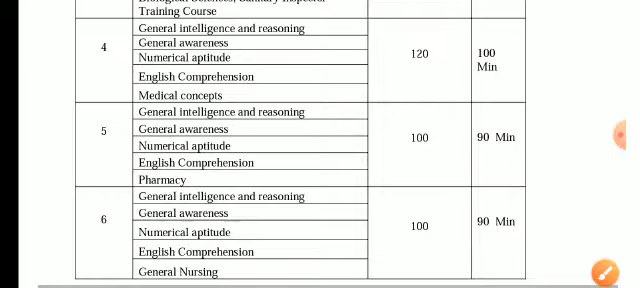 Training Course
4
General intelligence and reasoning
General awareness
Numerical aptitude
English Comprehension
Medical concepts
120
100
Min
5
General intelligence and reasoning
General awareness
Numerical aptitude
English Comprehension
Pharmacy
100
90 Min
6
General intelligence and reasoning
General awareness
Numerical aptitude
English Comprehension
General Nursing
100
90 Min